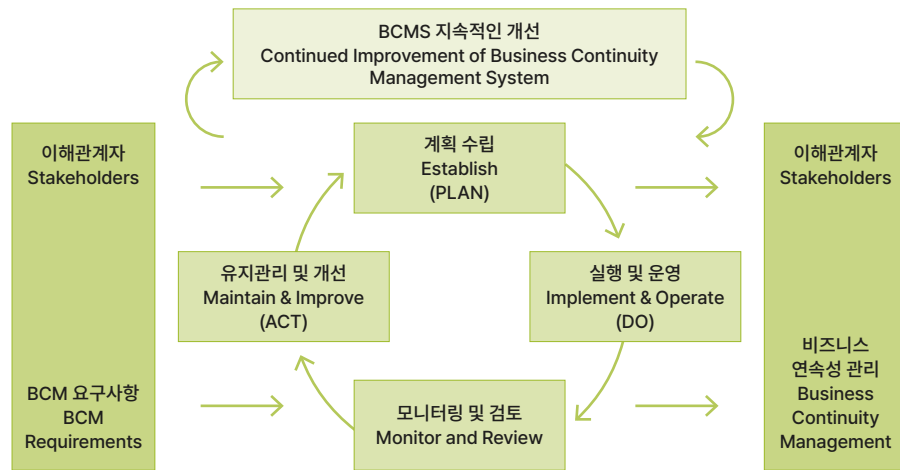 BCMS 지속적인 개선
Continued Improvement of Business Continuity
Management System
이해관계자
Stakeholders
BCM 요구사항
BCM
Requirements
계획 수립
Establish
(PLAN)
유지관리 및 개선
Maintain & Improve
(ACT)
실행 및 운영
Implement & Operate
(DO)
모니터링 및 검토
Monitor and Review
이해관계자
Stakeholders
비즈니스
연속성 관리
Business
Continuity
Management